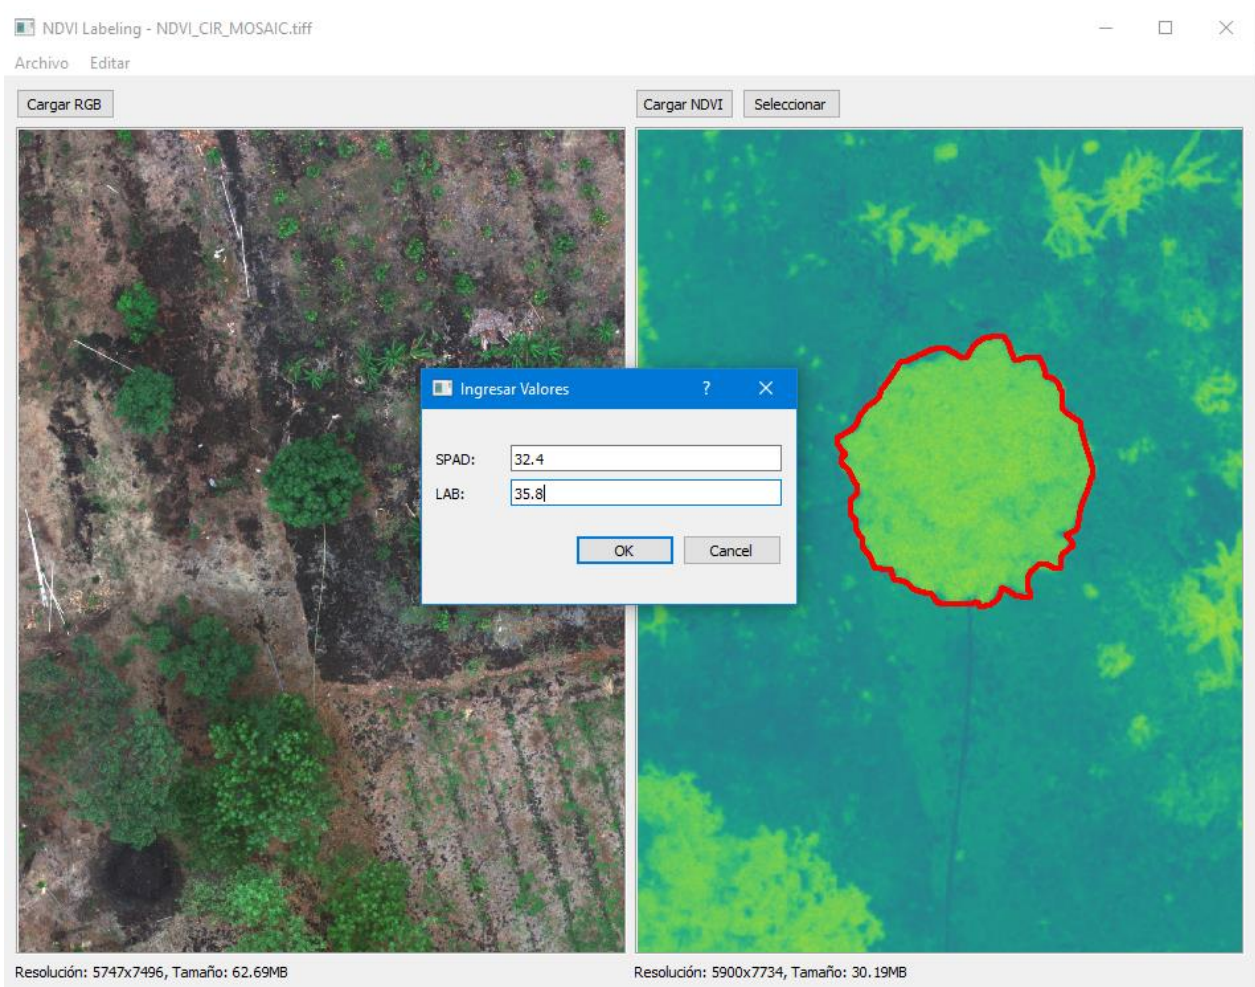 NDVI Labeling - NDVI_CIR_MOSAIC.tiff
Archivo Editar
Cargar RGB
Cargar NDVI Seleccionar
Ingresar Valores ?
SPAD: 32.4
LAB: 35.8
OK Cancel
Resolución: 5747x7496, Tamaño: 62.69MB
Resolución: 5900x7734, Tamaño: 30.19MB